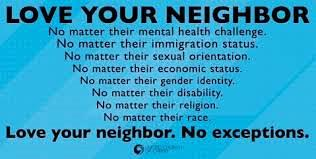 LOVE YOUR NEIGHBOR
No matter their mental health challenge.
No matter their immigration status.
No matter their sexual orientation.
No matter their economic status.
No matter their gender identity.
No matter their disability.
No matter their religion.
No matter their race.
Love your neighbor. No exceptions.